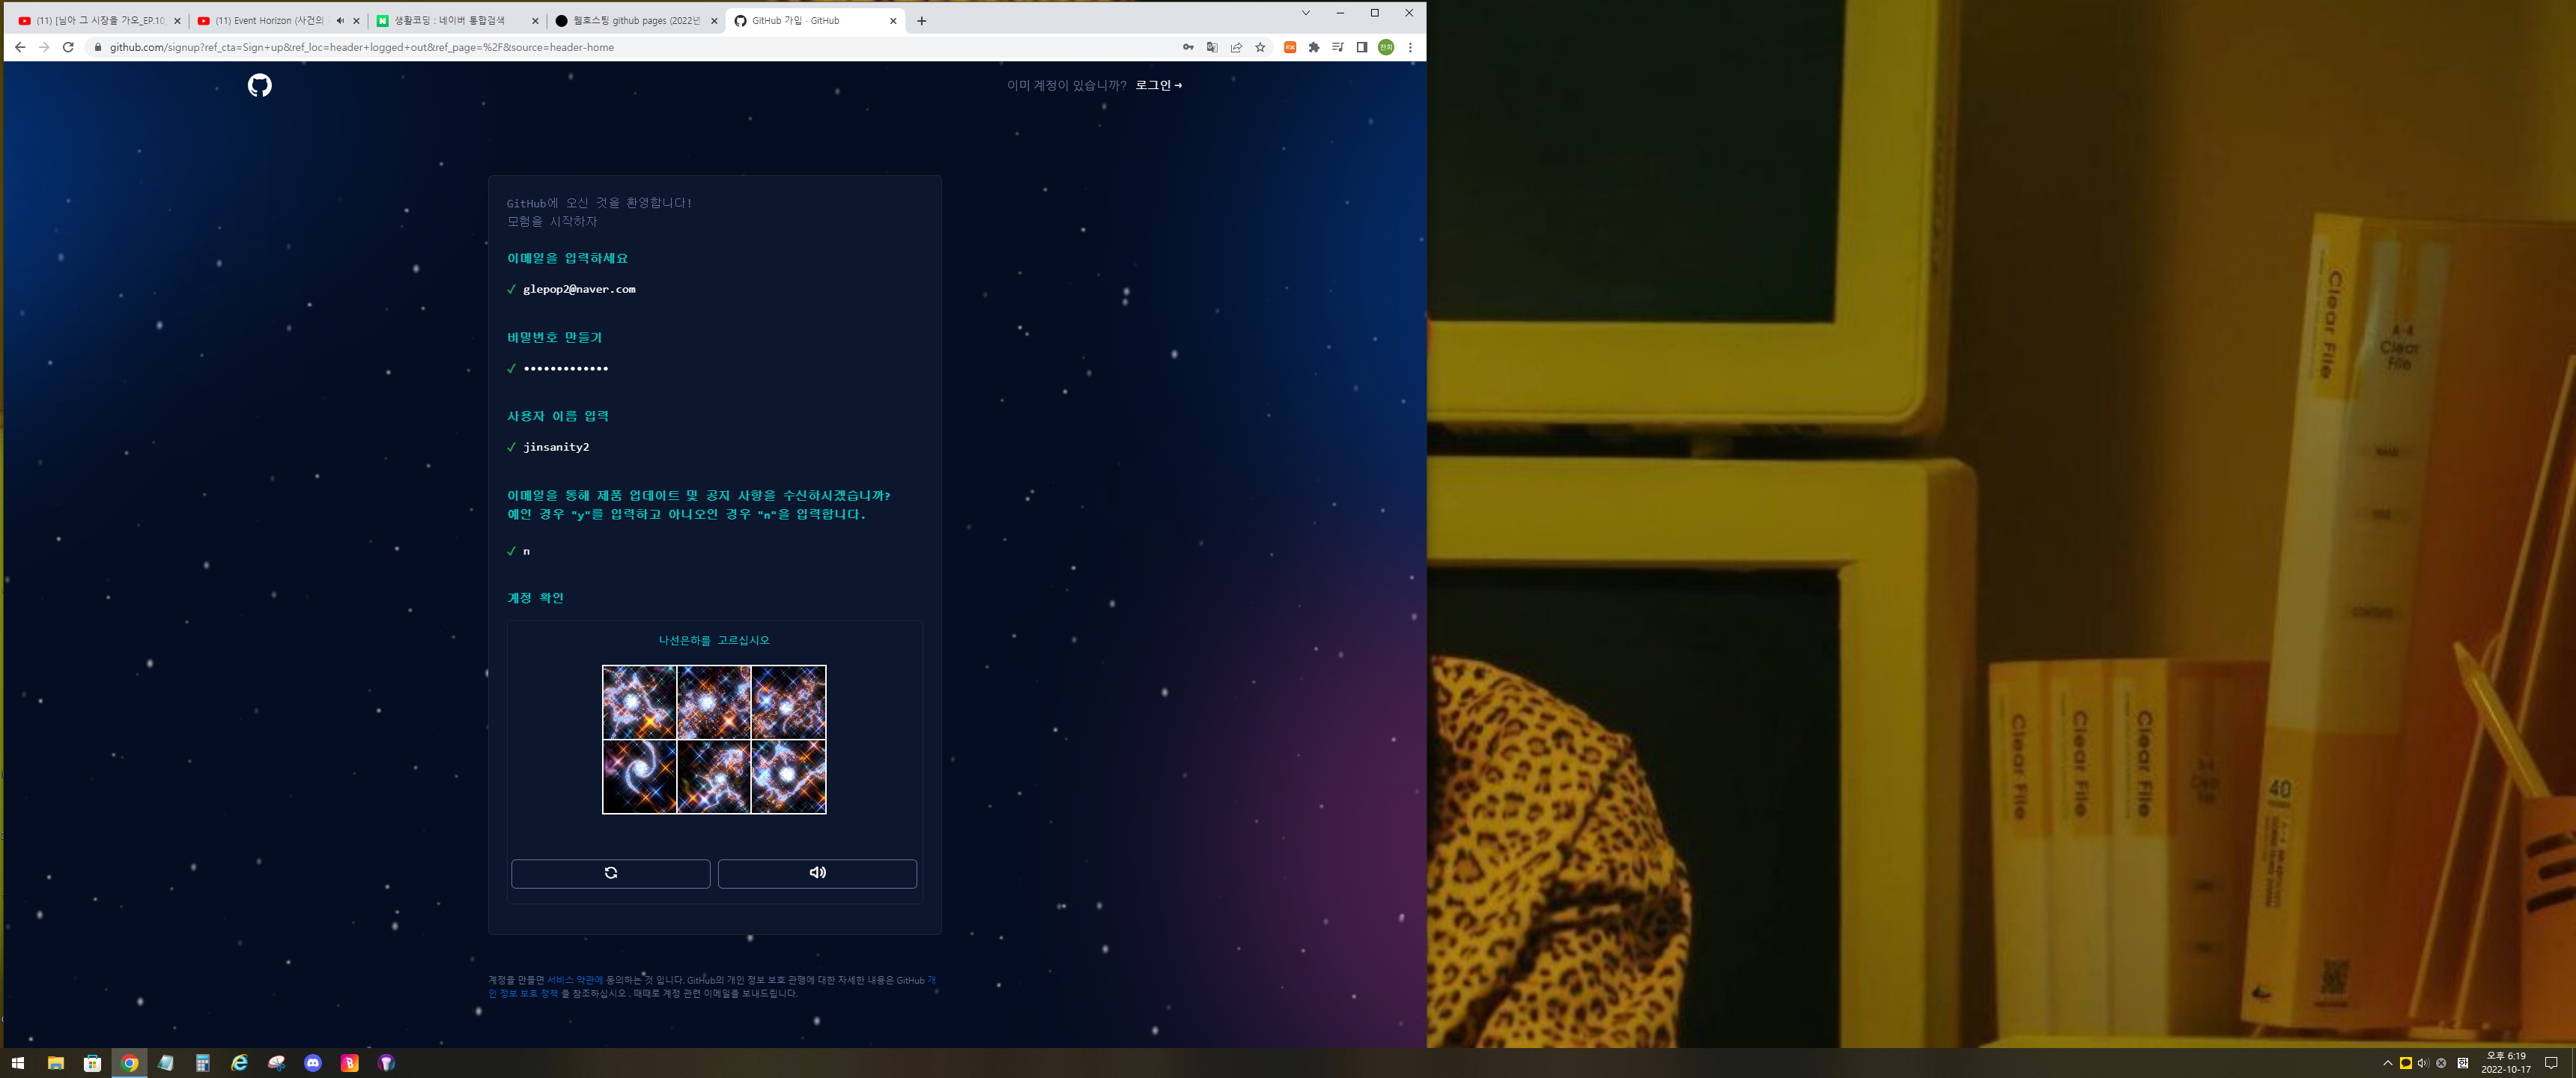 (11) [님아 그 시장을 가오_EP.10
(11) Event Horizon (사건의
생활코딩 : 네이버 통합검색
웹호스팅 github pages (2022년
GitHub 가입 · GitHub
github.com/signup?ref_cta=Sign+up&ref_loc=header+logged+out&ref_page=%2F&source=header-home
이미 계정이 있습니까? 로그인 →
GitHub에 오신 것을 환영합니다!
모험을 시작하자
이메일을 입력하세요
✓ glepop2@naver.com
비밀번호 만들기
✓ •••••••••••••
사용자 이름 입력
✓ jinsanity2
이메일을 통해 제품 업데이트 및 공지 사항을 수신하시겠습니까?
예인 경우 "y"를 입력하고 아니오인 경우 "n"을 입력합니다.
✓ n
계정 확인
나선은하를 고르십시오
계정을 만들면 서비스 약관에 동의하는 것 입니다. GitHub의 개인 정보 보호 관행에 대한 자세한 내용은 GitHub 개
인 정보 보호 정책 을 참조하십시오 . 때때로 계정 관련 이메일을 보내드립니다.
Clear File
A-4
Clear
File
Clear File
Clear File
Clear File
40
오후 6:19
2022-10-17